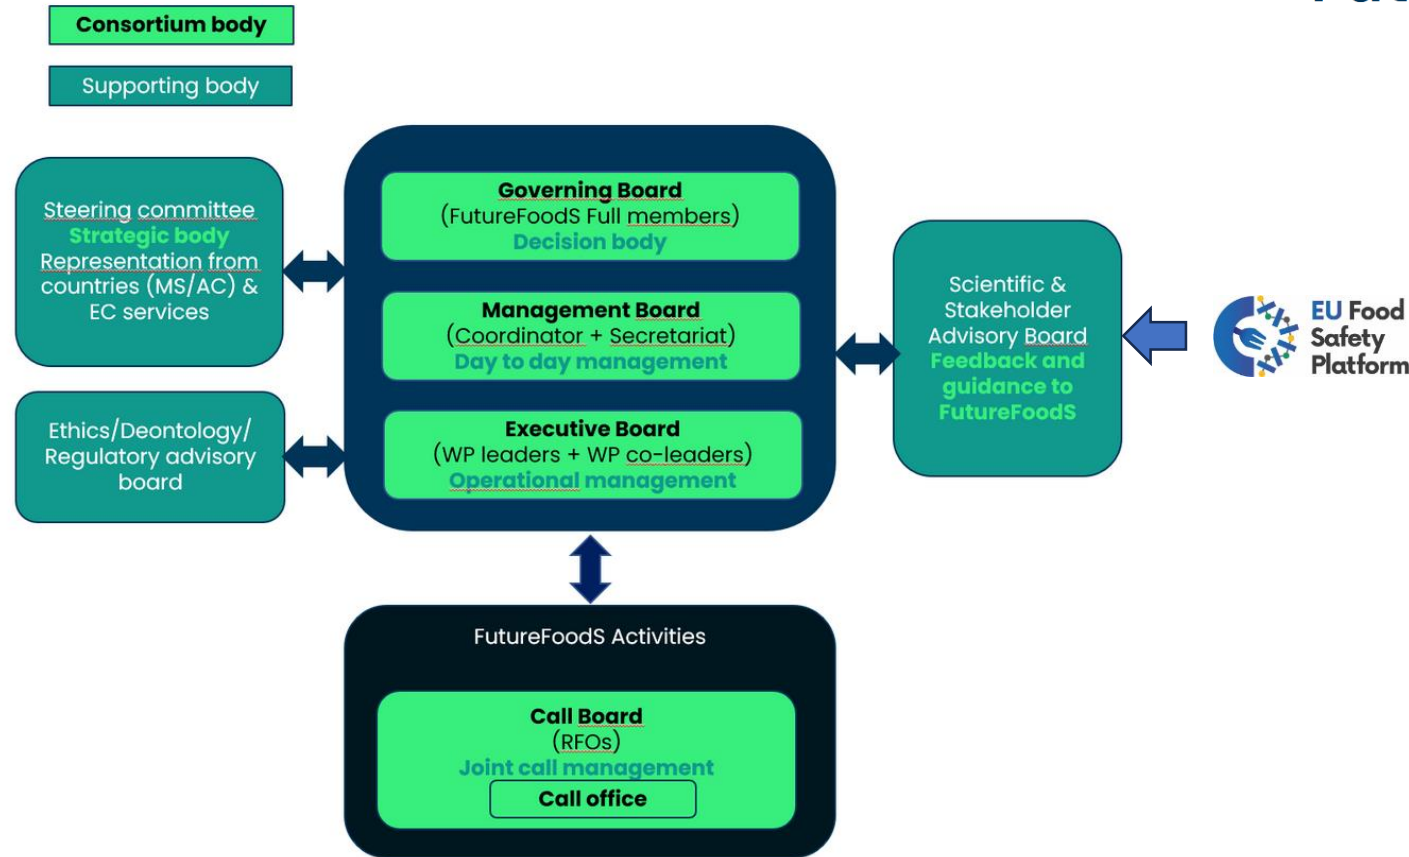 Consortium body
Supporting body
Steering committee
Strategic body
Representation from
countries (MS/AC) &
EC services
Ethics/Deontology/
Regulatory advisory
board
Governing Board
(FutureFoodS Full members)
Decision body
Management Board
(Coordinator + Secretariat)
Day to day management
Executive Board
(WP leaders + WP co-leaders)
Operational management
Scientific &
Stakeholder
Advisory Board
Feedback and
guidance to
FutureFoodS
EU Food
Safety
Platform
FutureFoodS Activities
Call Board
(RFOs)
Joint call management
Call office